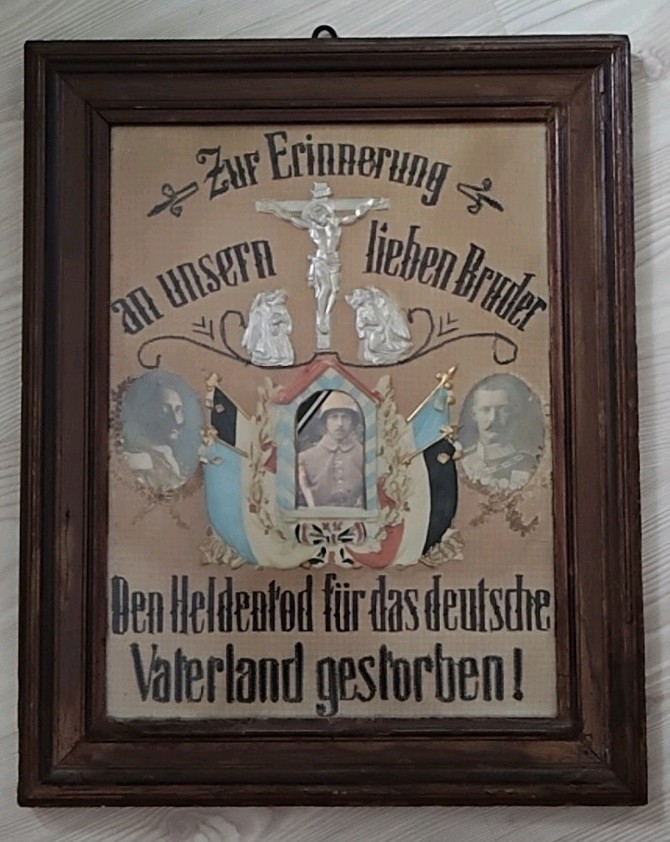 Zur Erinnerung
an unsern lieben Bruder
Den Heldentod für das deutsche
Vaterland gestorben!